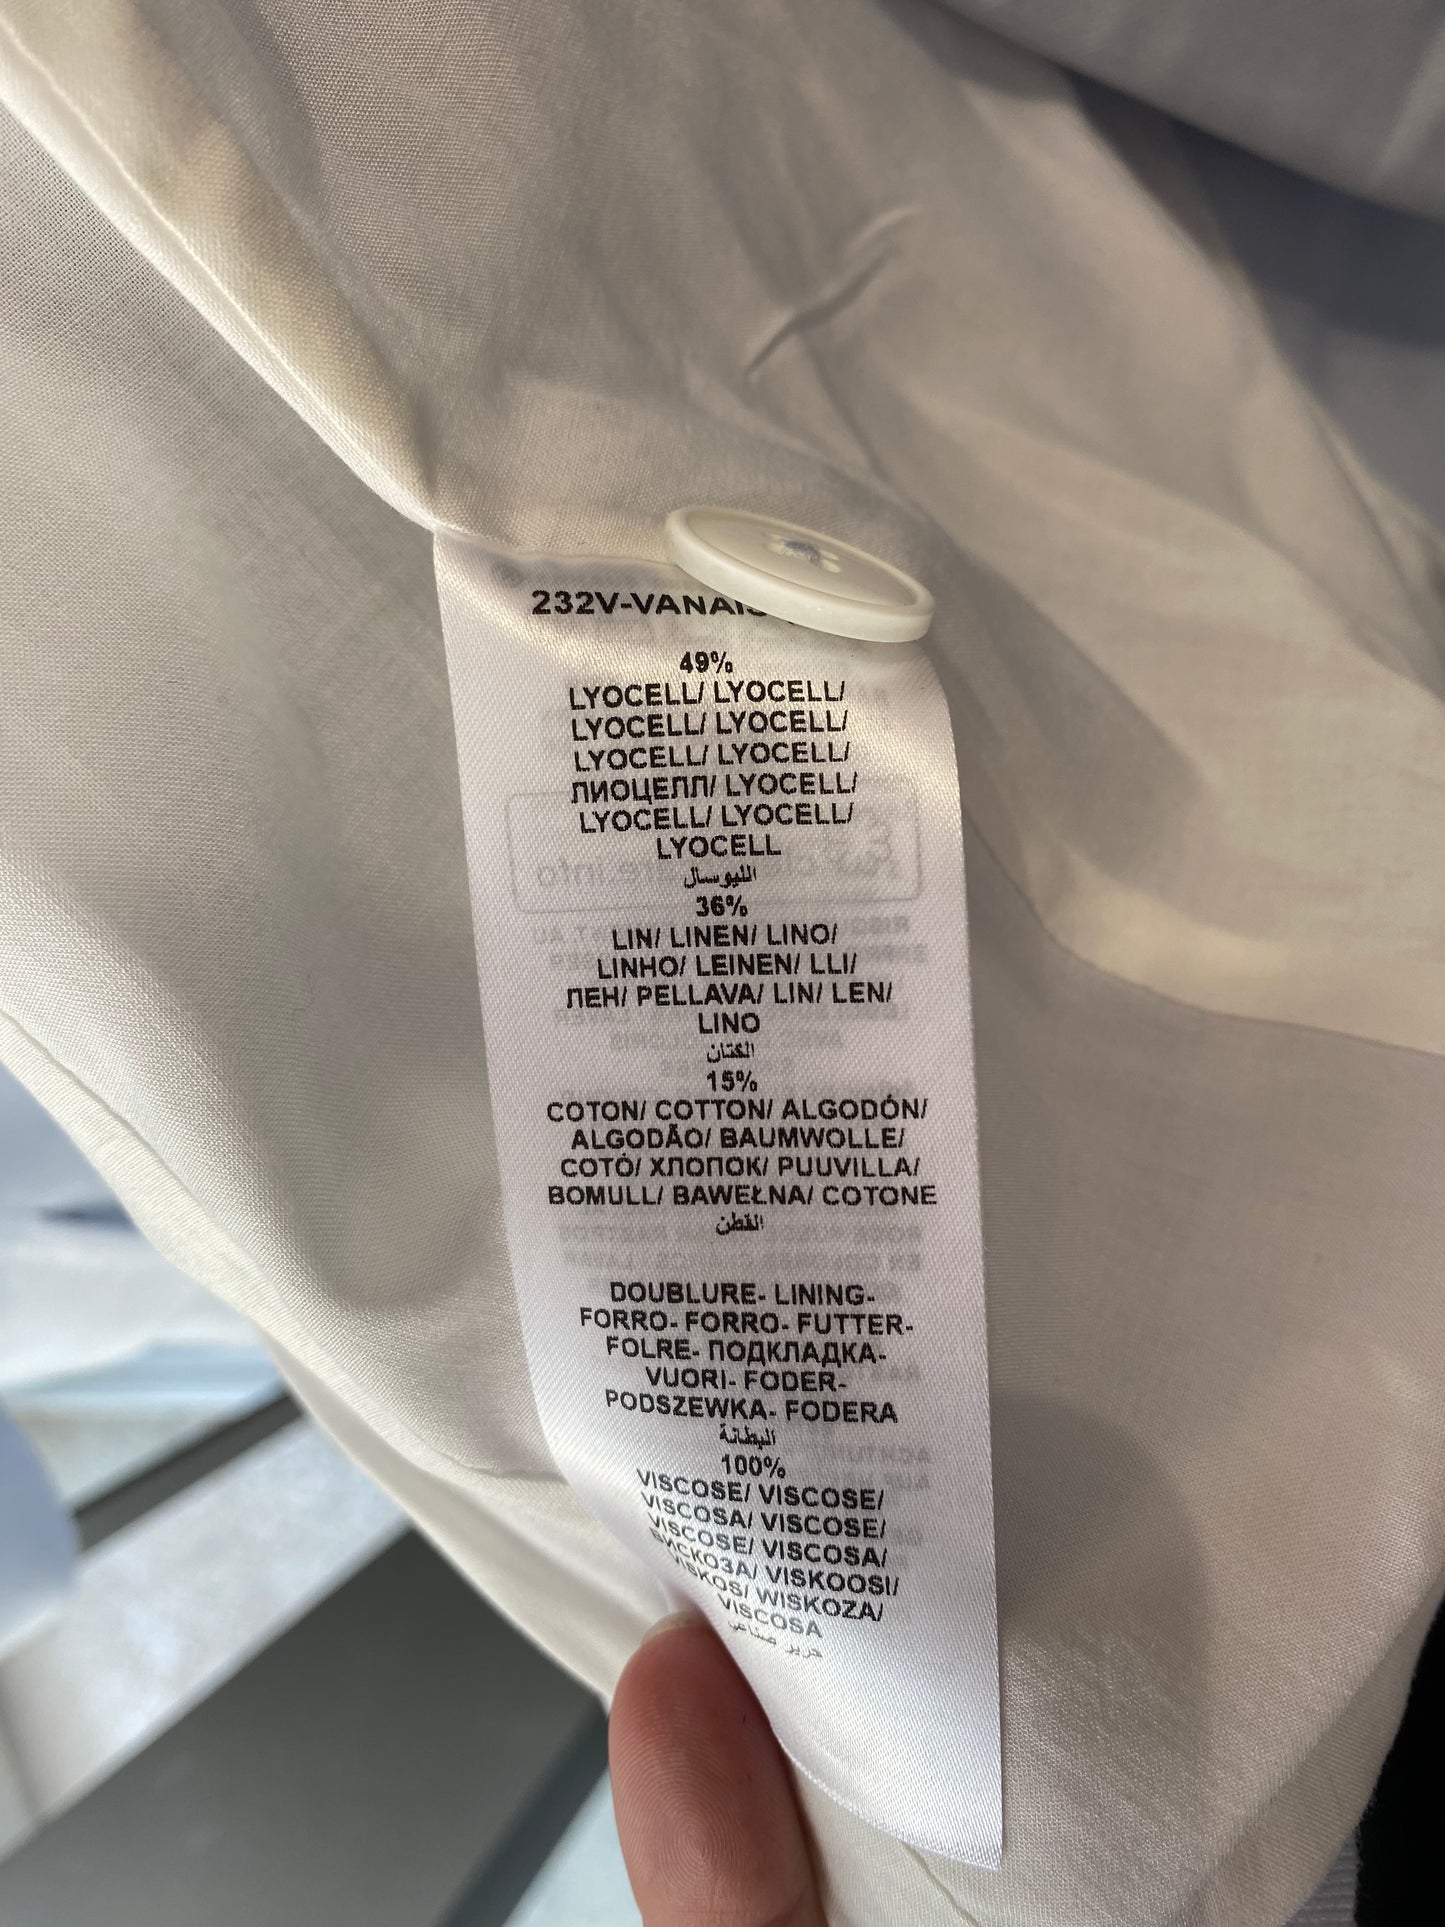 232V-VANAIS
49%
LYOCELL/ LYOCELL/
LYOCELL/ LYOCELL/
LYOCELL/ LYOCELL/
ЛИОЦЕЛЛ/ LYOCELL/
LYOCELL/ LYOCELL/
LYOCELL
الليوسال
36%
LIN/ LINEN/ LINO/
LINHO/ LEINEN/ LLI/
ЛЕН/ PELLAVA/ LIN/ LEN/
LINO
الكتان
15%
COTON/ COTTON/ ALGODÓN/
ALGODÃO/ BAUMWOLLE/
COTÓ/ ХЛОПОК/ PUUVILLA/
BOMULL/ BAWEŁNA/ COTONE
القطن
DOUBLURE- LINING-
FORRO- FORRO- FUTTER-
FOLRE- ПОДКЛАДКА-
VUORI- FODER-
PODSZEWKA- FODERA
البطانة
100%
VISCOSE/ VISCOSE/
VISCOSA/ VISCOSE/
VISCOSE/ VISCOSA/
ВИСКОЗА/ VISKOOSI/
VISKOS/ WISKOZA/
VISCOSA
حرير صناعي